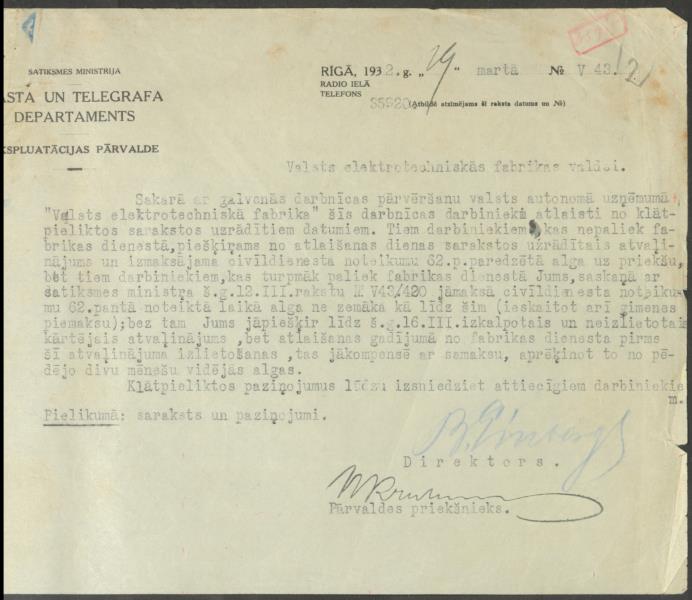 SATIKSMES MINISTRIJA
ASTA UN TELEGRAFA
DEPARTAMENTS
KSPLUATĀCIJAS PĀRVALDE
RĪGĀ, 1932.g. „19” martā № V 43.
RADIO IELĀ
TELEFONS 35920
(Atbildē atzīmējams šī raksta datums un №)
2
Valsts elektrotechniskās fabrikas valdei.
Sakarā ar galvenās darbnīcas pārvēršanu valsts autonomā uzņēmumā
"Valsts elektrotechniskā fabrika" šīs darbnīcas darbinieki atlaisti no klāt-
pieliktos sarakstos uzrādītiem datumiem. Tiem darbiniekiem, kas nepaliek fa-
brikas dienestā,piešķirams no atlaišanas dienas sarakstos uzrādītais atvaļi-
nājums un izmaksājama civīldienesta noteikumu 62.p.paredzētā alga uz priekšu,
bet tiem darbiniekiem,kas turpmāk paliek fabrikas dienestā Jums,saskaņā ar
satiksmes ministra š.g.12.III.rakstu № V43/420 jāmaksā civīldienesta noteiku-
mu 62.pantā noteiktā laikā alga ne zemāka kā līdz šim (ieskaitot arī ģimenes
piemaksu);bez tam Jums jāpiešķir līdz š.g.16.III.izkalpotais un neizlietotais
kārtējais atvaļinājums ,bet atlaišanas gadījumā no fabrikas dienesta pirms
šī atvaļinājuma izlietošanas ,tas jākompensē ar samaksu, aprēķinot to no pē-
dējo divu mēnešu vidējās algas.
Klātpieliktos paziņojumus lūdzu izsniedziet attiecīgiem darbiniekie
m.
Pielikumā: saraksts un paziņojumi.
Direktors.
Pārvaldes priekšnieks.